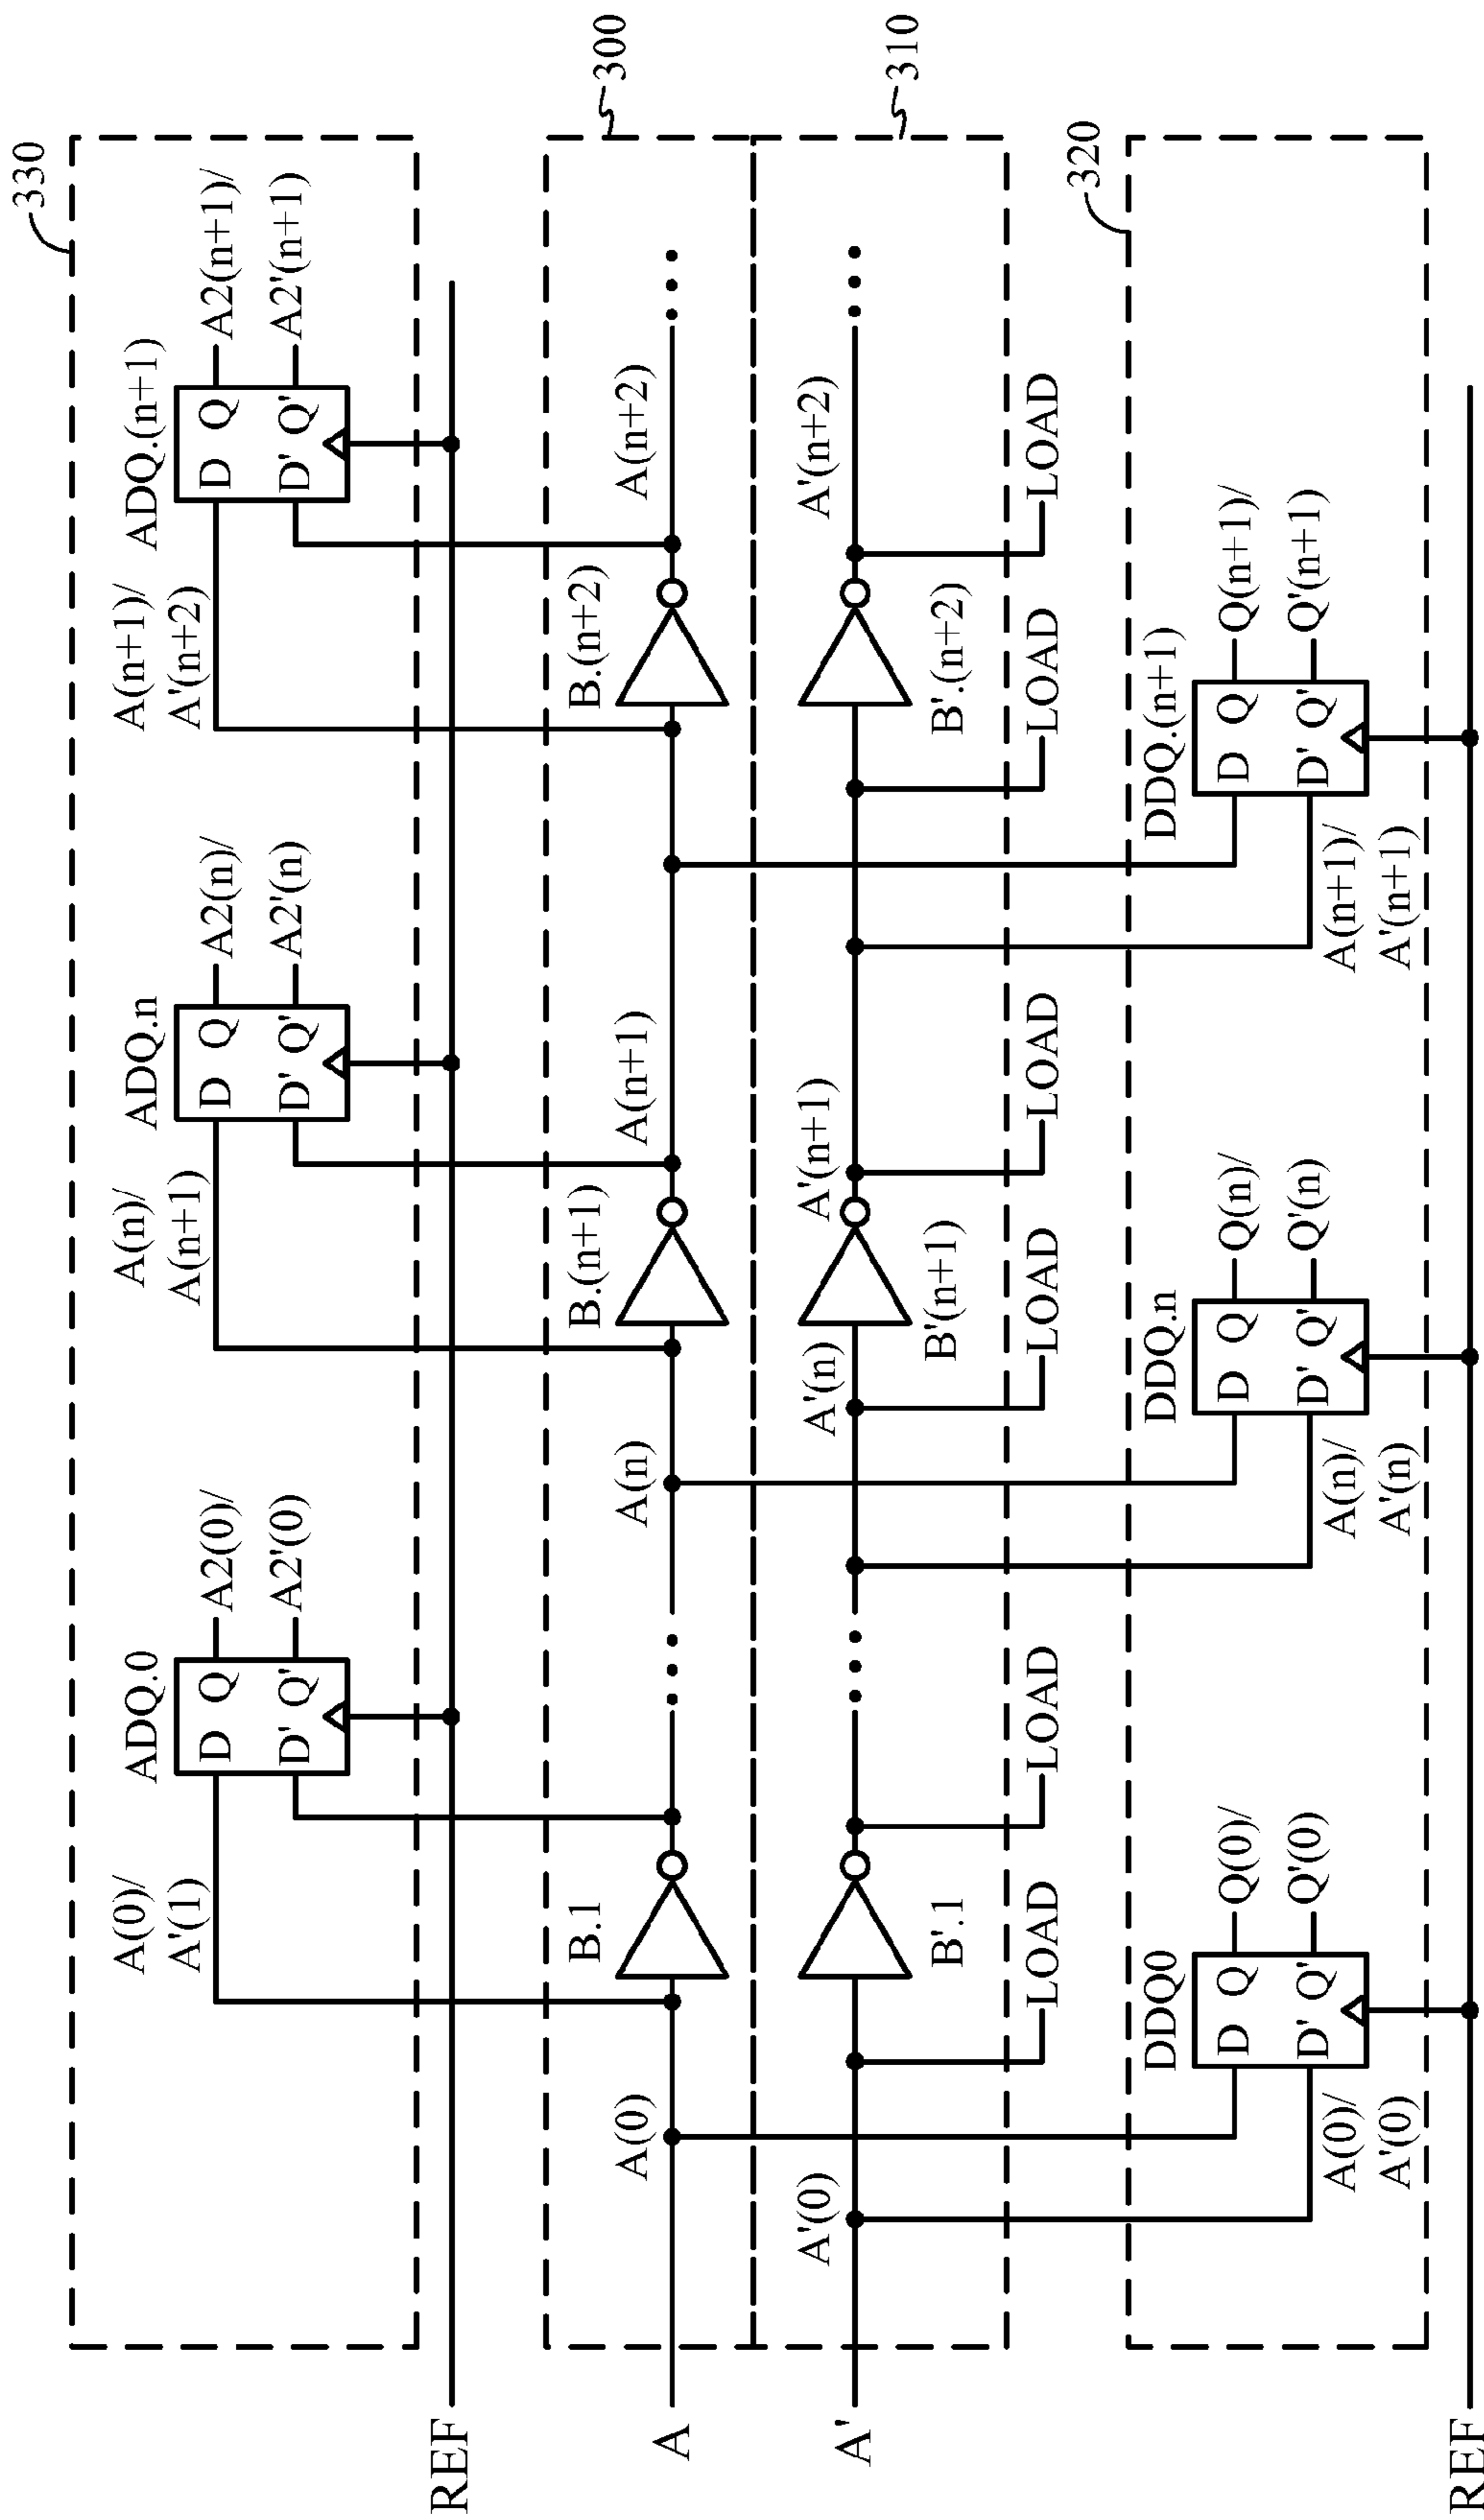 330
A(0)/
A'(1)
ADQ.0
D Q
D' Q'
A2(0)/
A2'(0)
A(n)/
A(n+1)
ADQ.n
D Q
D' Q'
A2(n)/
A2'(n)
A(n+1)/
A'(n+2)
ADQ.(n+1)
D Q
D' Q'
A2(n+1)/
A2'(n+1)
REF
300
B.1
B.(n+1)
B.(n+2)
A
A(0)
A(n)
A(n+1)
A(n+2)
310
A'
A'(0)
A'(n)
A'(n+1)
A'(n+2)
B'.1
B'(n+1)
B'.(n+2)
LOAD
LOAD
LOAD
LOAD
LOAD
LOAD
320
DDQ0
D Q
D' Q'
Q(0)/
Q'(0)
A(0)/
A'(0)
DDQ.n
D Q
D' Q'
Q(n)/
Q'(n)
A(n)/
A'(n)
DDQ.(n+1)
D Q
D' Q'
Q(n+1)/
Q'(n+1)
A(n+1)/
A'(n+1)
REF